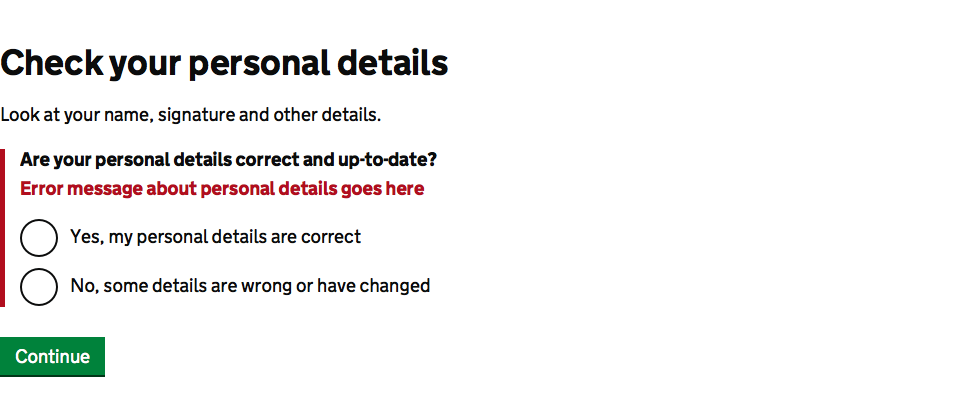 Check your personal details
Look at your name, signature and other details.
Are your personal details correct and up-to-date?
Error message about personal details goes here
Yes, my personal details are correct
No, some details are wrong or have changed
Continue